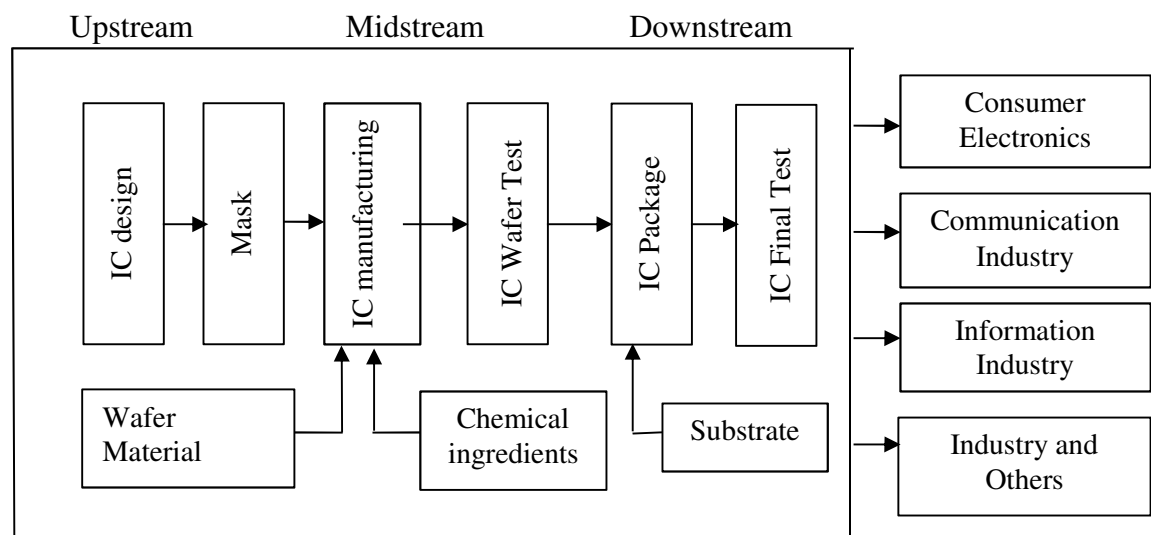 Upstream Midstream Downstream
IC design
Mask
IC manufacturing
IC Wafer Test
IC Package
IC Final Test
Wafer
Material
Chemical
ingredients
Substrate
Consumer
Electronics
Communication
Industry
Information
Industry
Industry and
Others